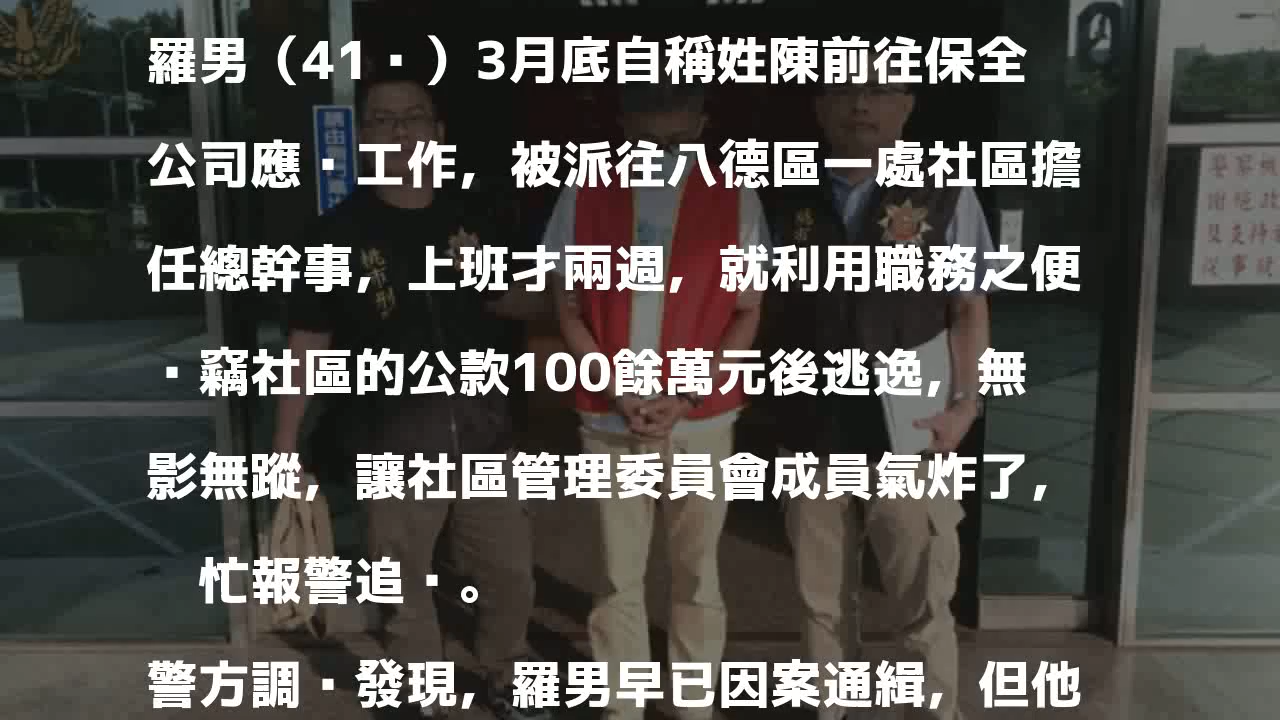 羅男（41▪）3月底自稱姓陳前往保全
公司應▪工作，被派往八德區一處社區擔
任總幹事，上班才兩週，就利用職務之便
▪竊社區的公款100餘萬元後逃逸，無
影無蹤，讓社區管理委員會成員氣炸了，
忙報警追▪。
警方調▪發現，羅男早已因案通緝，但他